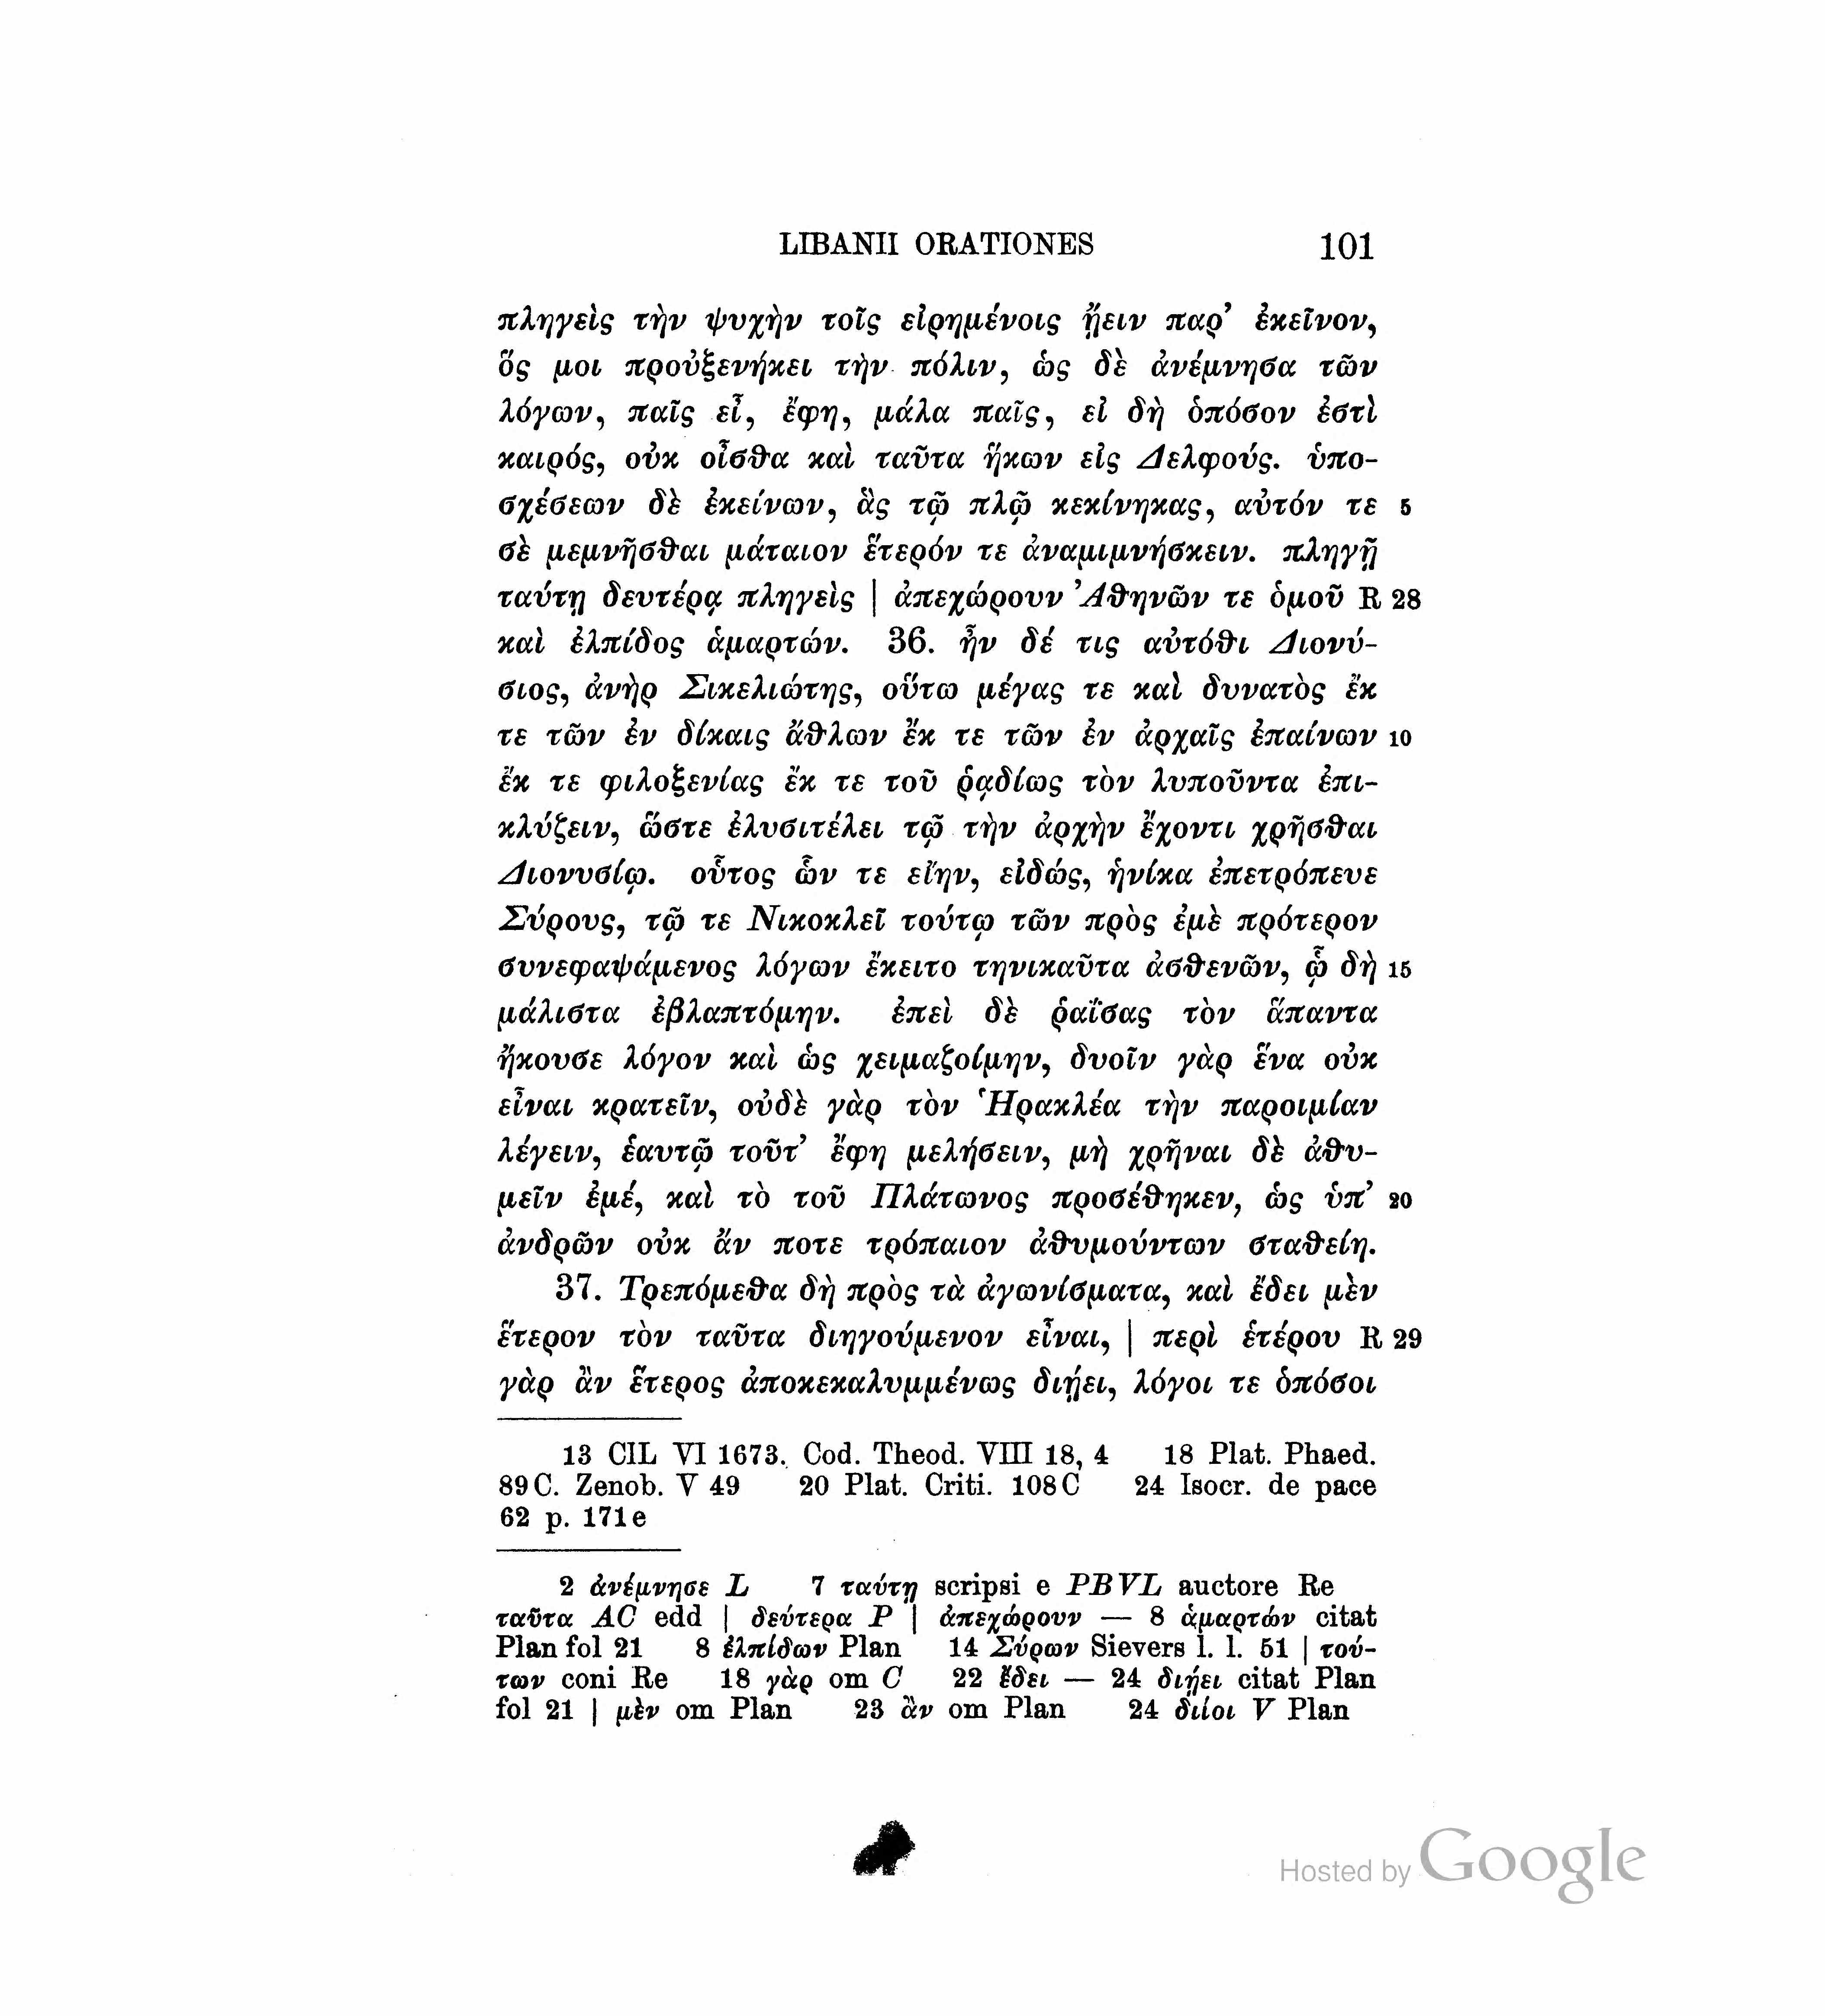 LIBANII ORATIONES 101
πληγεὶς τὴν ψυχὴν τοῖς εἰρημένοις ᾔειν παρ’ ἐκεῖνον,
ὅς μοι προὐξενήκει τὴν πόλιν, ὡς δὲ ἀνέμνησα τῶν
λόγων, παῖς εἶ, ἔφη, μάλα παῖς, εἰ δὴ ὁπόσον ἐστὶ
καιρός, οὐκ οἶσθα καὶ ταῦτα ἥκων εἰς Δελφούς. ὑπο-
σχέσεων δὲ ἐκείνων, ἃς τῷ πλῷ κεκίνηκας, αὐτόν τε 5
σὲ μεμνῆσθαι μάταιον ἕτερόν τε ἀναμιμνήσκειν. πληγῇ
ταύτῃ δευτέρᾳ πληγεὶς | ἀπεχώρουν Ἀθηνῶν τε ὁμοῦ R 28
καὶ ἐλπίδος ἁμαρτών. 36. ἦν δέ τις αὐτόθι Διονύ-
σιος, ἀνὴρ Σικελιώτης, οὕτω μέγας τε καὶ δυνατὸς ἔκ
τε τῶν ἐν δίκαις ἄθλων ἔκ τε τῶν ἐν ἀρχαῖς ἐπαίνων 10
ἔκ τε φιλοξενίας ἔκ τε τοῦ ῥᾳδίως τὸν λυποῦντα ἐπι-
κλύζειν, ὥστε ἐλυσιτέλει τῷ τὴν ἀρχὴν ἔχοντι χρῆσθαι
Διονυσίῳ. οὗτος ὧν τε εἴην, εἰδώς, ἡνίκα ἐπετρόπευε
Σύρους, τῷ τε Νικοκλεῖ τούτῳ τῶν πρὸς ἐμὲ πρότερον
συνεφαψάμενος λόγων ἔκειτο τηνικαῦτα ἀσθενῶν, ᾧ δὴ 15
μάλιστα ἐβλαπτόμην. ἐπεὶ δὲ ῥαΐσας τὸν ἅπαντα
ἤκουσε λόγον καὶ ὡς χειμαζοίμην, δυοῖν γὰρ ἕνα οὐκ
εἶναι κρατεῖν, οὐδὲ γὰρ τὸν Ἡρακλέα τὴν παροιμίαν
λέγειν, ἑαυτῷ τοῦτ’ ἔφη μελήσειν, μὴ χρῆναι δὲ ἀθυ-
μεῖν ἐμέ, καὶ τὸ τοῦ Πλάτωνος προσέθηκεν, ὡς ὑπ’ 20
ἀνδρῶν οὐκ ἄν ποτε τρόπαιον ἀθυμούντων σταθείη.
37. Τρεπόμεθα δὴ πρὸς τὰ ἀγωνίσματα, καὶ ἔδει μὲν
ἕτερον τὸν ταῦτα διηγούμενον εἶναι, | περὶ ἑτέρου R 29
γὰρ ἂν ἕτερος ἀποκεκαλυμμένως διῄει, λόγοι τε ὁπόσοι
13 CIL VI 1673. Cod. Theod. VIII 18, 4 18 Plat. Phaed.
89 C. Zenob. V 49 20 Plat. Criti. 108 C 24 Isocr. de pace
62 p. 171 e
2 ἀνέμνησε L 7 ταύτῃ scripsi e PBVL auctore Re
ταῦτα AC edd | δεύτερα P | ἀπεχώρουν — 8 ἁμαρτών citat
Plan fol 21 8 ἐλπίδων Plan 14 Σύρων Sievers l. l. 51 | τού-
των coni Re 18 γὰρ om C 22 ἔδει — 24 διῄει citat Plan
fol 21 | μὲν om Plan 23 ἂν om Plan 24 διίοι V Plan
Hosted by Google